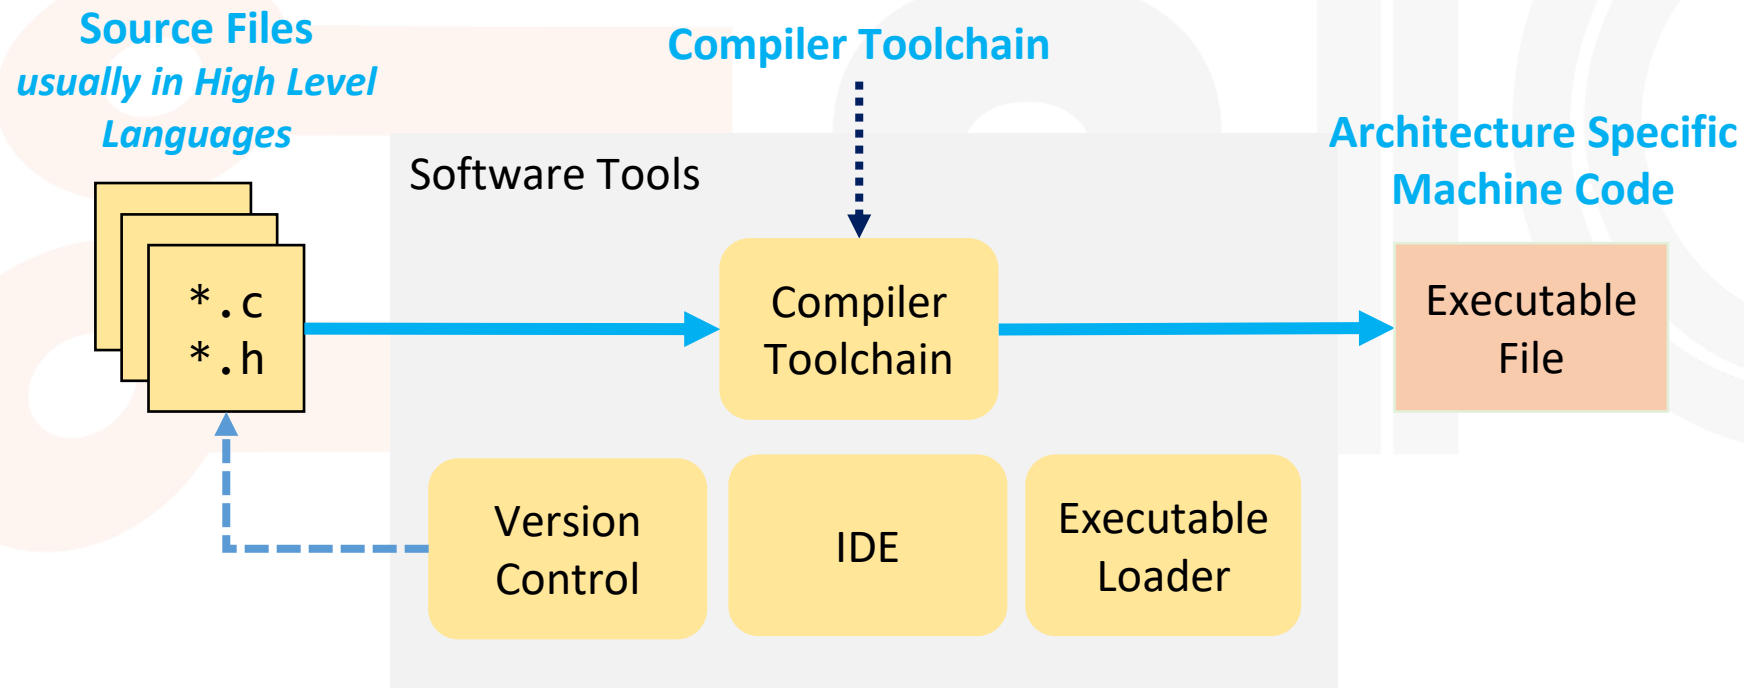 Source Files
usually in High Level
Languages
Compiler Toolchain
Architecture Specific
Machine Code
Software Tools
*.c
*.h
Compiler
Toolchain
Executable
File
Version
Control
IDE
Executable
Loader